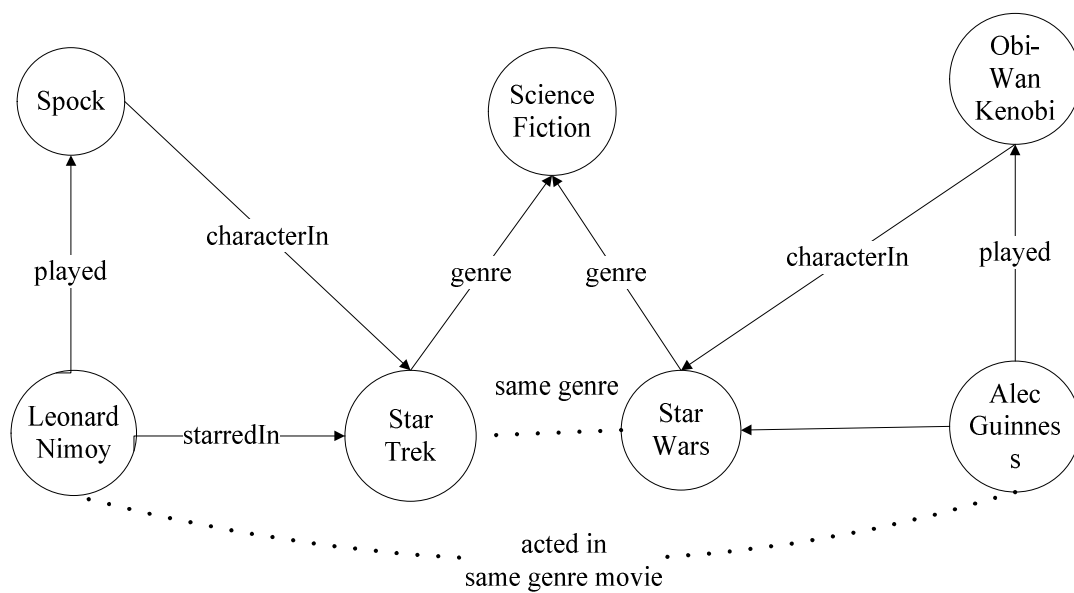 Spock
Science
Fiction
Obi-
Wan
Kenobi
characterIn
played
genre
genre
characterIn
played
Leonard
Nimoy
starredIn
Star
Trek
same genre
Star
Wars
Alec
Guinnes
s
acted in
same genre movie